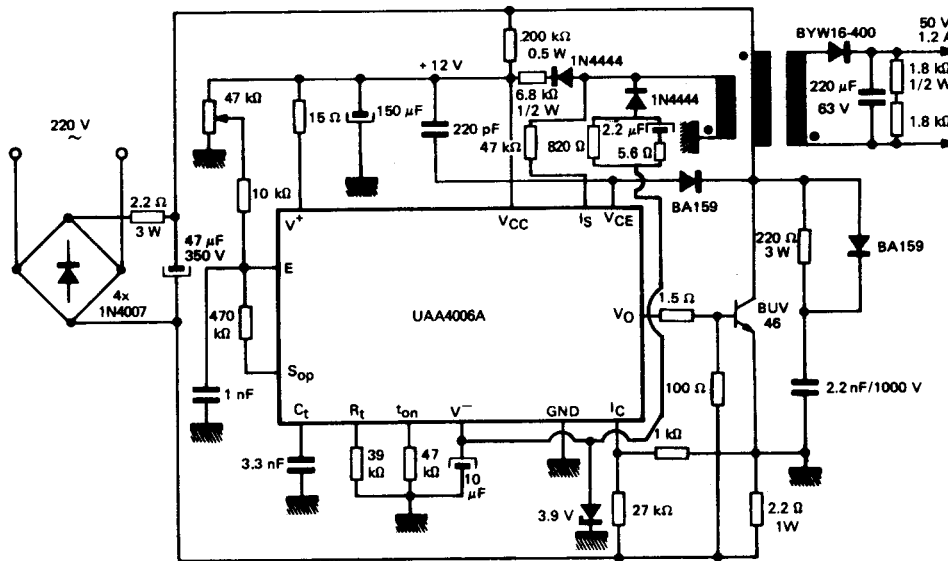 220 V
~
2.2 Ω
3 W
4x
1N4007
47 µF
350 V
47 kΩ
10 kΩ
470
kΩ
1 nF
15 Ω
150 µF
+ 12 V
220 pF
200 kΩ
0.5 W
6.8 kΩ
1/2 W
1N4444
47 kΩ
820 Ω
1N4444
2.2 µF
5.6 Ω
BA159
BYW16-400
220 µF
63 V
50 V
1.2 A
1.8 kΩ
1/2 W
1.8 kΩ
V+
VCC
IS
VCE
E
Sop
UAA4006A
VO
Ct
Rt
ton
V−
GND
IC
3.3 nF
39
kΩ
47
kΩ
10
µF
3.9 V
27 kΩ
1 kΩ
1.5 Ω
100 Ω
BUV
46
220 Ω
3 W
BA159
2.2 nF/1000 V
2.2 Ω
1W